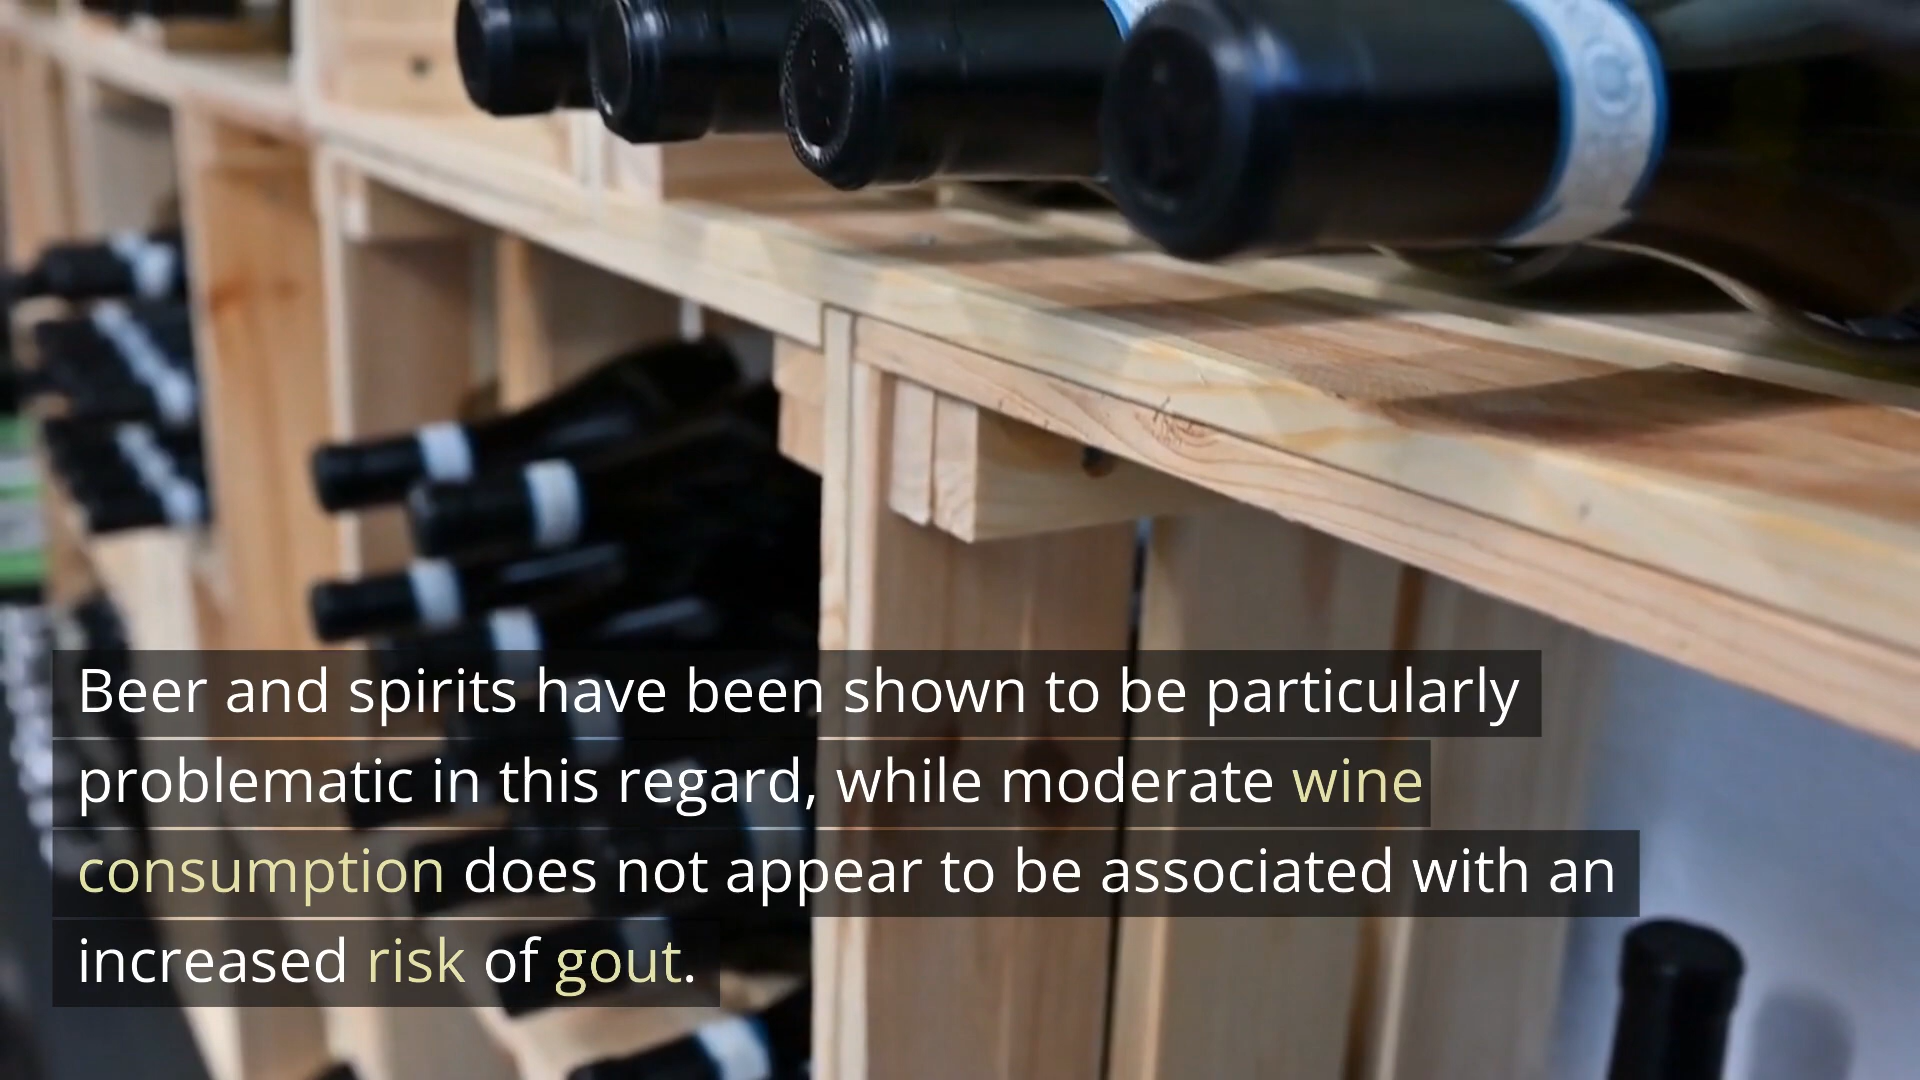 Beer and spirits have been shown to be particularly
problematic in this regard, while moderate wine
consumption does not appear to be associated with an
increased risk of gout.